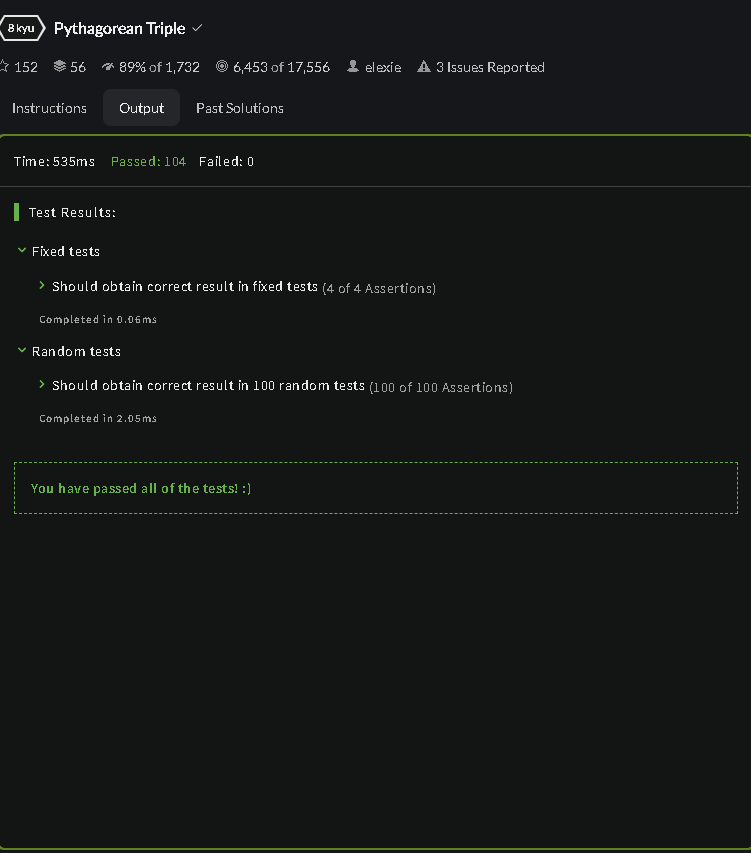 8 kyu Pythagorean Triple
152 56 89% of 1,732 6,453 of 17,556 elexie 3 Issues Reported
Instructions Output Past Solutions
Time: 535ms Passed: 104 Failed: 0
Test Results:
Fixed tests
Should obtain correct result in fixed tests (4 of 4 Assertions)
Completed in 0.06ms
Random tests
Should obtain correct result in 100 random tests (100 of 100 Assertions)
Completed in 2.05ms
You have passed all of the tests! :)